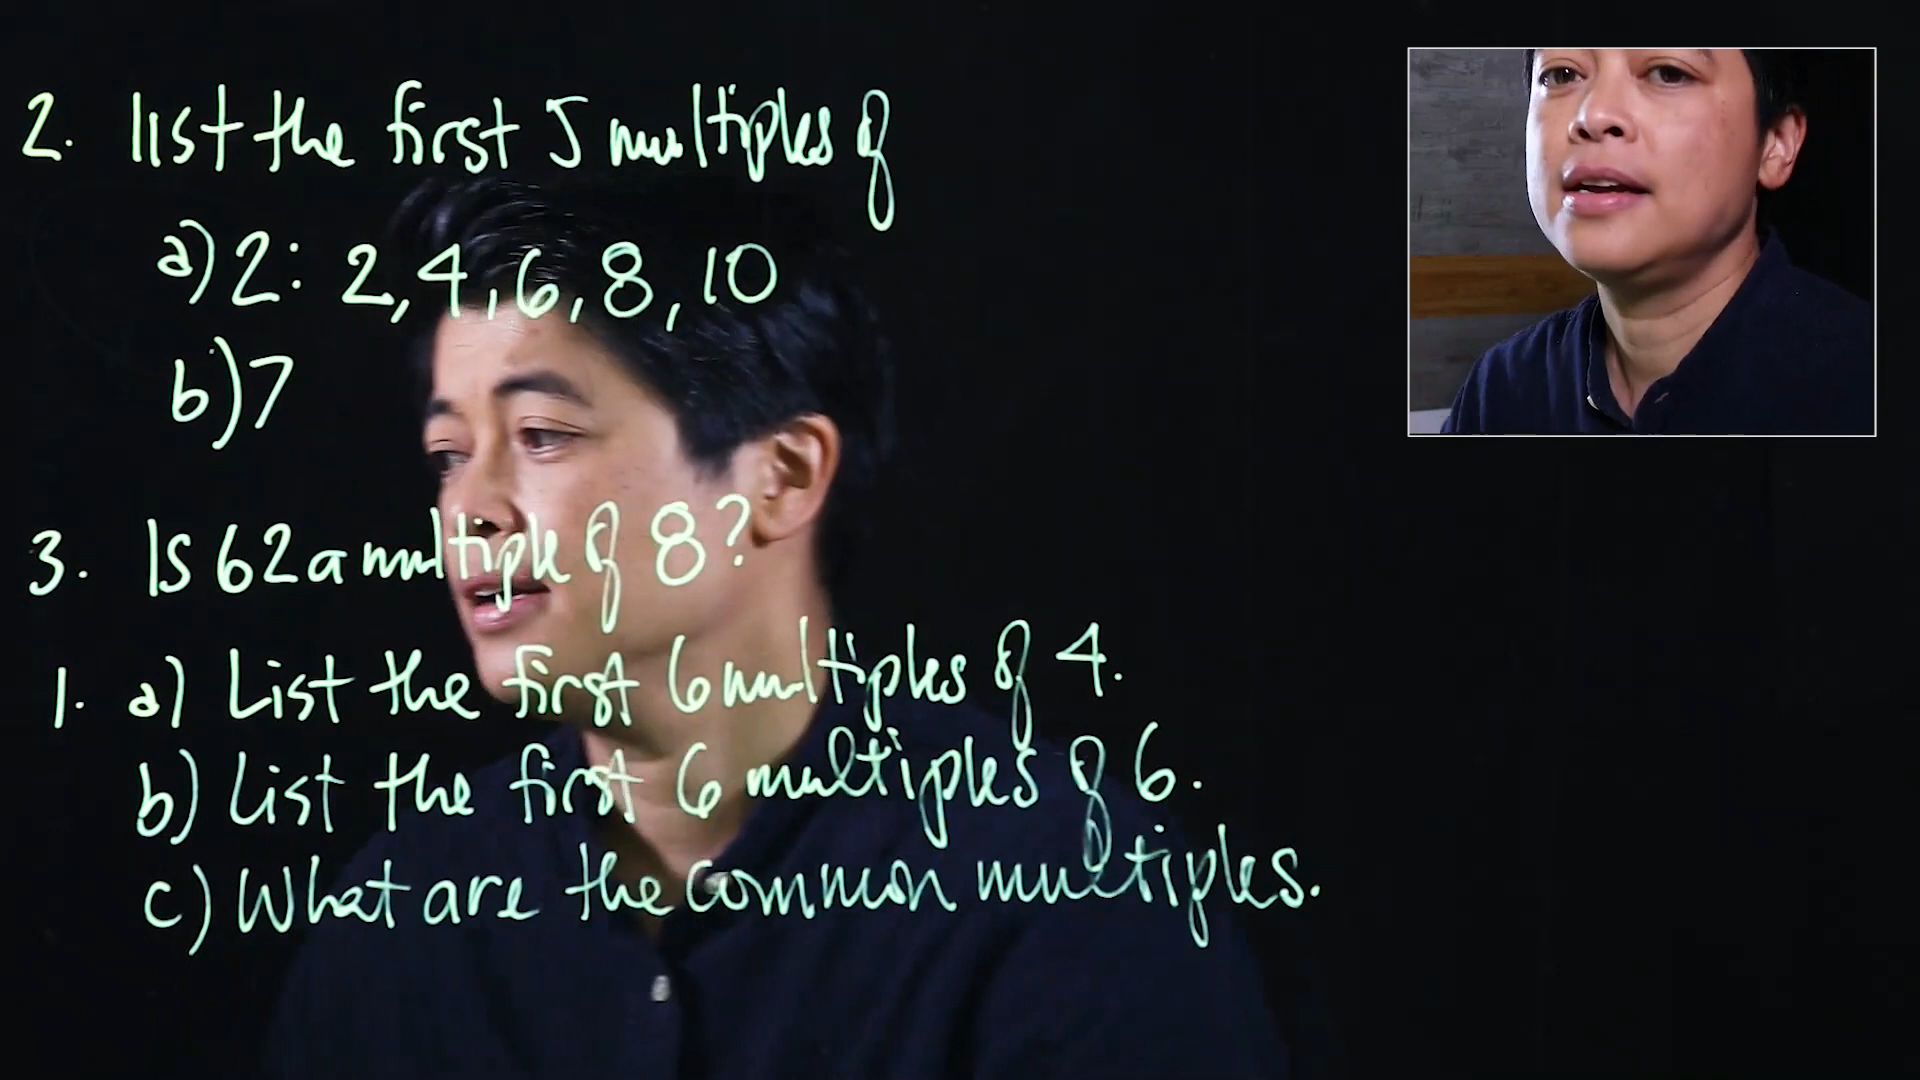 2. list the first 5 multiples of
a) 2: 2, 4, 6, 8, 10
b) 7
3. Is 62 a multiple of 8?
1. a) List the first 6 multiples of 4.
b) List the first 6 multiples of 6.
c) What are the common multiples.